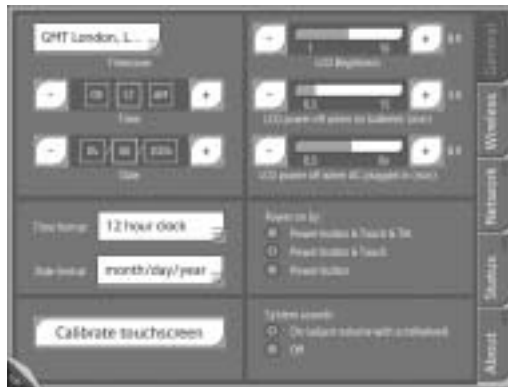 GMT London, L...
Timezone
Time
Date
LCD Brightness
LCD power off when on batteries (min)
LCD power off when AC plugged in (min)
Time format
12 hour clock
Date format
month/day/year
Calibrate touchscreen
Power on by:
Power button & Touch & Tilt
Power button & Touch
Power button
System sounds:
On (adjust volume with scrollwheel)
Off
General
Wireless
Network
Status
About